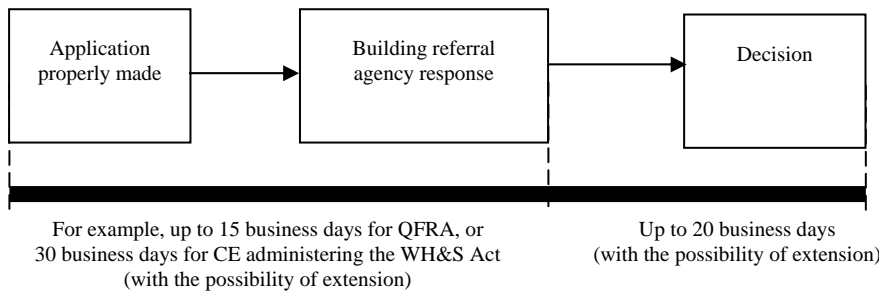 Application
properly made
Building referral
agency response
Decision
For example, up to 15 business days for QFRA, or
30 business days for CE administering the WH&S Act
(with the possibility of extension)
Up to 20 business days
(with the possibility of extension)